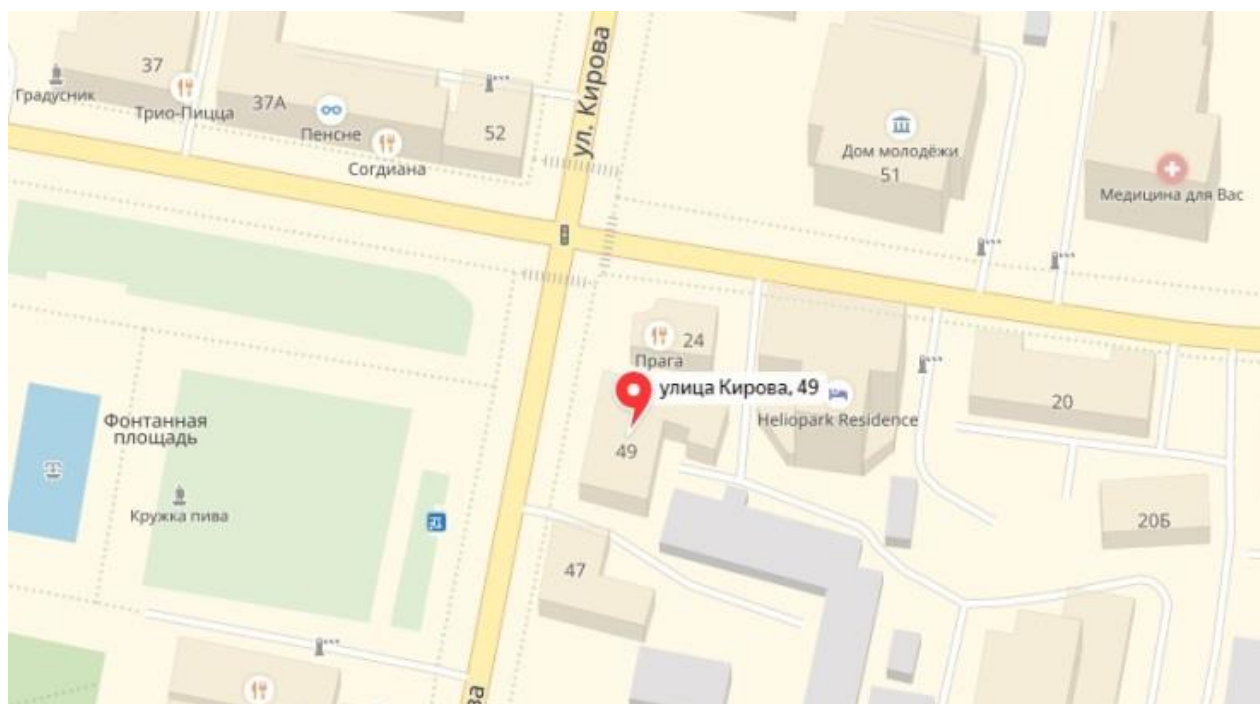 37
Градусник
Трио-Пицца
37А
Пенсне
Согдиана
52
ул. Кирова
Дом молодёжи
51
Медицина для Вас
24
Прага
улица Кирова, 49
Heliopark Residence
20
49
Фонтанная
площадь
Кружка пива
20Б
47
ва